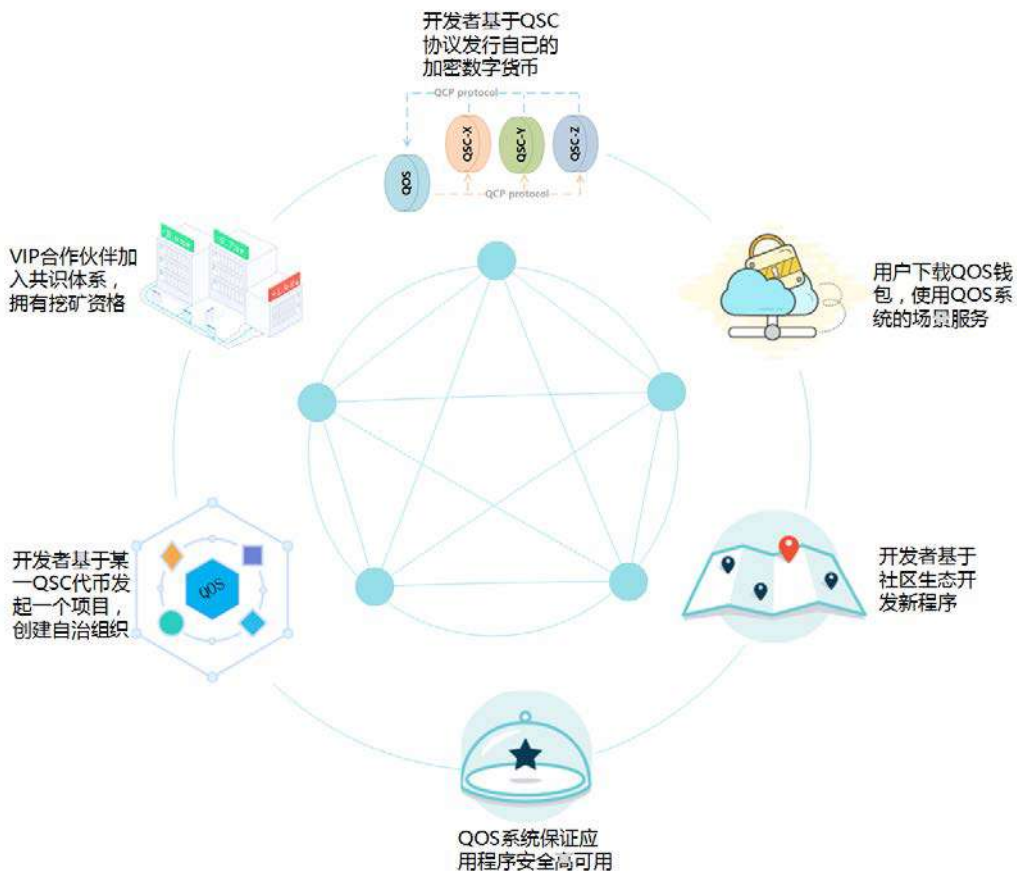 开发者基于QSC
协议发行自己的
加密数字货币
QCP protocol
QOS
QSC-X
QSC-Y
QSC-Z
QCP protocol
VIP合作伙伴加
入共识体系，
拥有挖矿资格
用户下载QOS钱
包，使用QOS系
统的场景服务
开发者基于某
一QSC代币发
起一个项目，
创建自治组织
QOS
开发者基于
社区生态开
发新程序
QOS系统保证应
用程序安全高可用